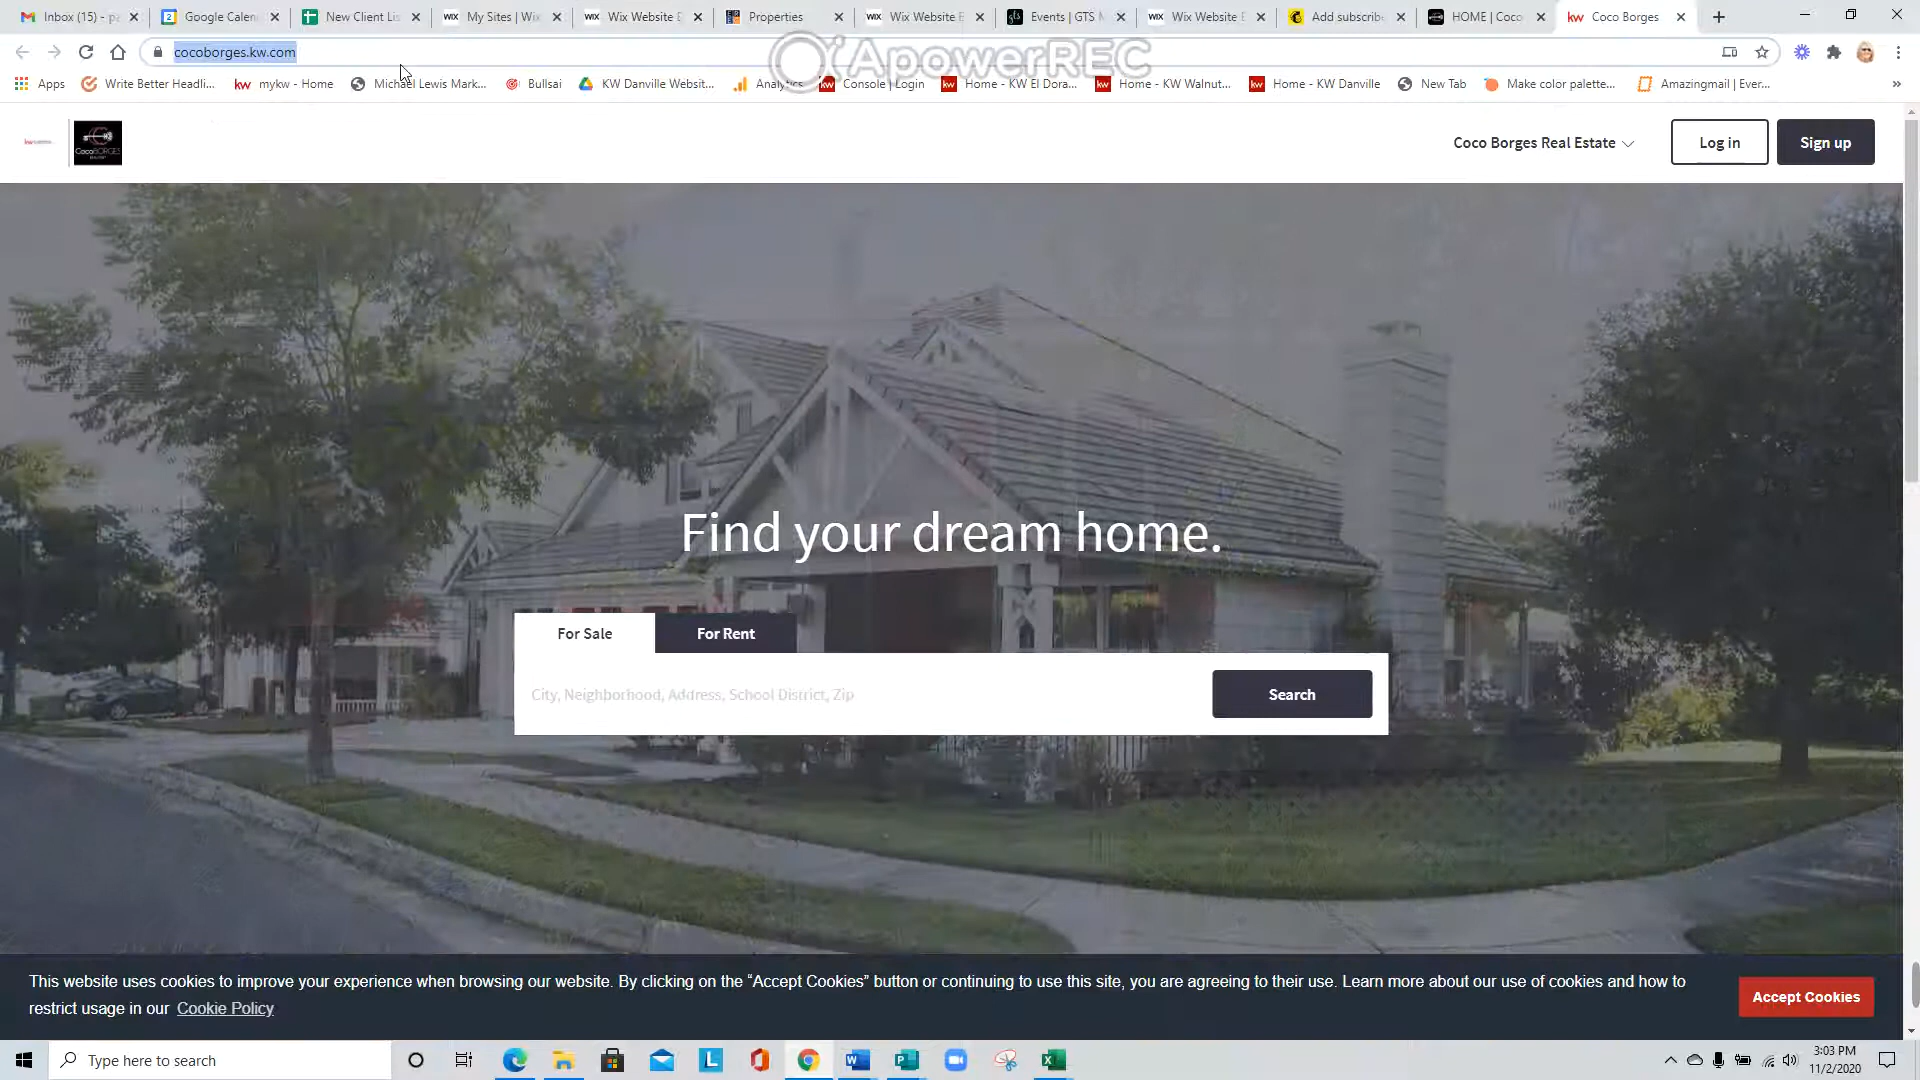 Inbox (15) - pa
Google Calen
New Client Lis
My Sites | Wix
Wix Website E
Properties
Wix Website E
Events | GTS M
Wix Website E
Add subscribe
HOME | Coco
Coco Borges
cocoborges.kw.com
ApowerREC
Apps
Write Better Headli...
mykw - Home
Michael Lewis Mark...
Bullsai
KW Danville Websit...
Analytics
Console | Login
Home - KW El Dora...
Home - KW Walnut...
Home - KW Danville
New Tab
Make color palette...
Amazingmail | Ever...
CocoBORGES
Coco Borges Real Estate
Log in
Sign up
Find your dream home.
For Sale
For Rent
City, Neighborhood, Address, School District, Zip
Search
This website uses cookies to improve your experience when browsing our website. By clicking on the “Accept Cookies” button or continuing to use this site, you are agreeing to their use. Learn more about our use of cookies and how to
restrict usage in our Cookie Policy
Accept Cookies
Type here to search
3:03 PM
11/2/2020